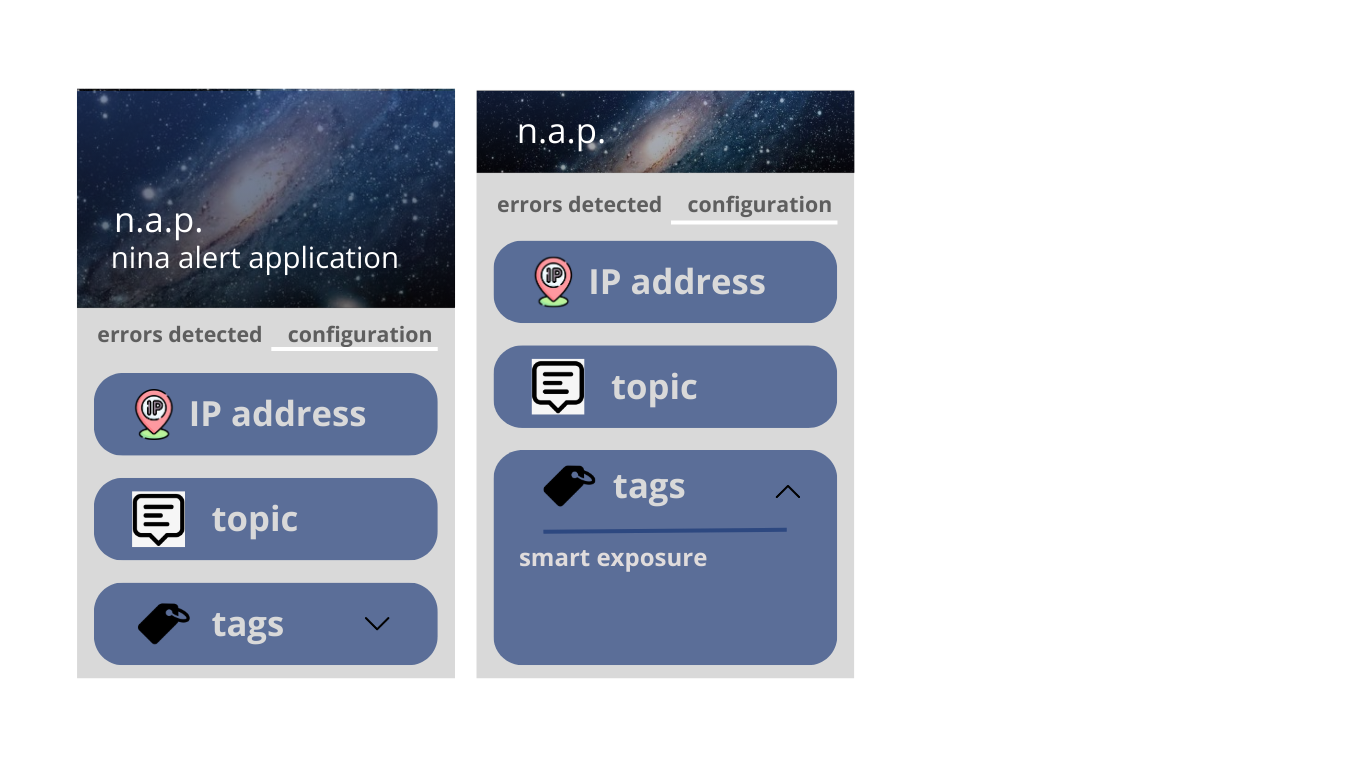 n.a.p.
nina alert application
errors detected configuration
IP address
topic
tags
n.a.p.
errors detected configuration
IP address
topic
tags
smart exposure